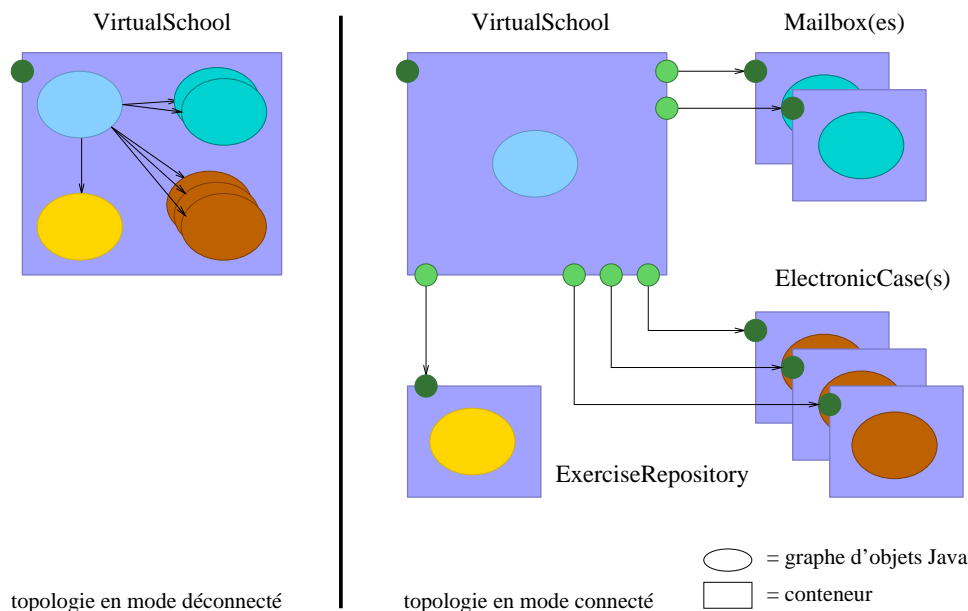 VirtualSchool
VirtualSchool
Mailbox(es)
ElectronicCase(s)
ExerciseRepository
= graphe d'objets Java
= conteneur
topologie en mode déconnecté
topologie en mode connecté